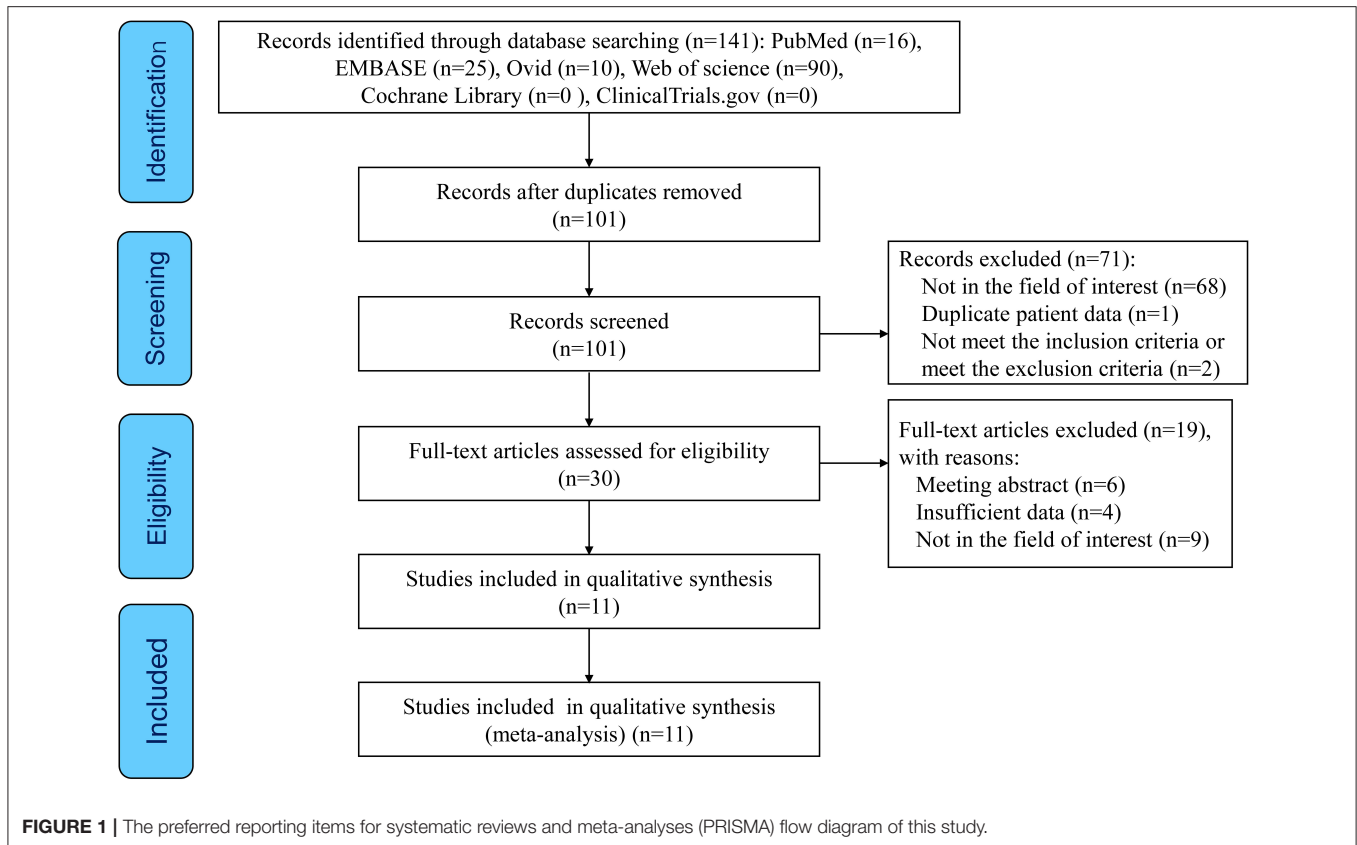 Identification
Records identified through database searching (n=141): PubMed (n=16),
EMBASE (n=25), Ovid (n=10), Web of science (n=90),
Cochrane Library (n=0 ), ClinicalTrials.gov (n=0)
Records after duplicates removed
(n=101)
Screening
Records screened
(n=101)
Records excluded (n=71):
Not in the field of interest (n=68)
Duplicate patient data (n=1)
Not meet the inclusion criteria or
meet the exclusion criteria (n=2)
Eligibility
Full-text articles assessed for eligibility
(n=30)
Full-text articles excluded (n=19),
with reasons:
Meeting abstract (n=6)
Insufficient data (n=4)
Not in the field of interest (n=9)
Studies included in qualitative synthesis
(n=11)
Included
Studies included in qualitative synthesis
(meta-analysis) (n=11)
FIGURE 1 | The preferred reporting items for systematic reviews and meta-analyses (PRISMA) flow diagram of this study.